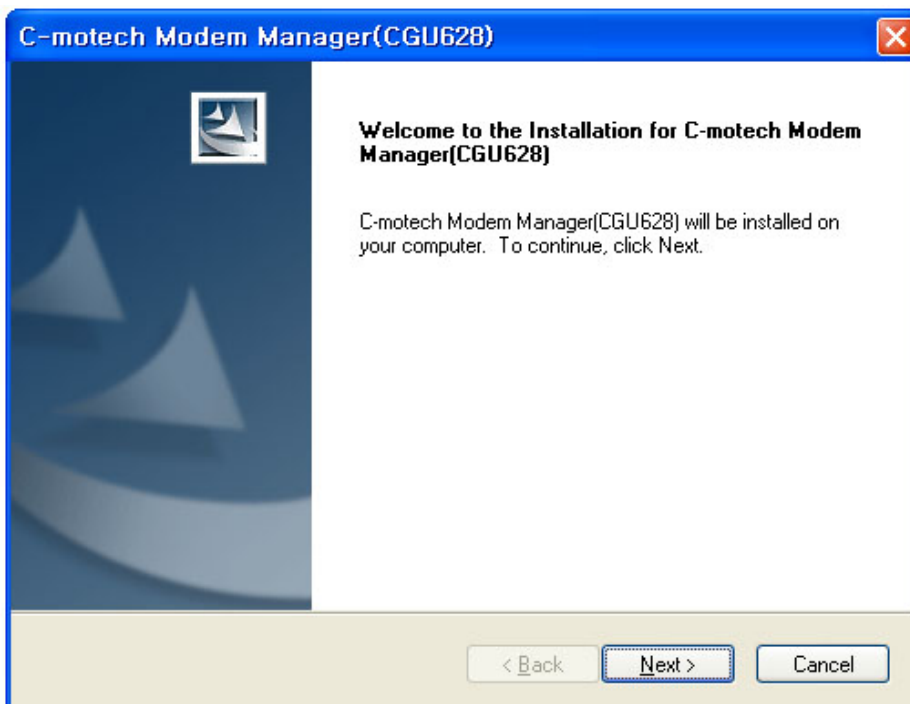 C-motech Modem Manager(CGU628)
Welcome to the Installation for C-motech Modem
Manager(CGU628)
C-motech Modem Manager(CGU628) will be installed on
your computer.  To continue, click Next.
< Back
Next >
Cancel